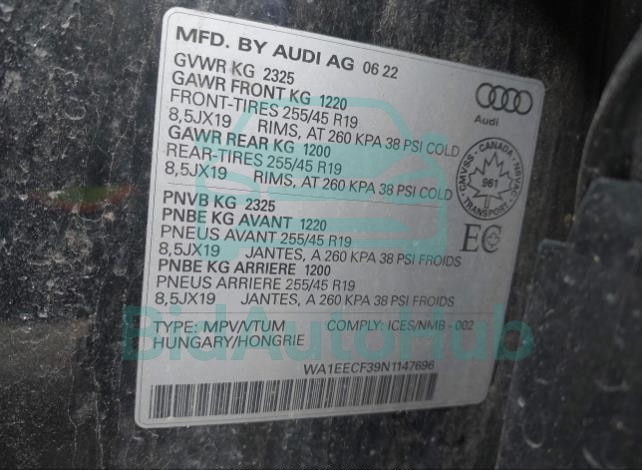 MFD. BY AUDI AG 06 22
GVWR KG 2325
GAWR FRONT KG 1220
FRONT-TIRES 255/45 R19
8,5JX19 RIMS, AT 260 KPA 38 PSI COLD
GAWR REAR KG 1200
REAR-TIRES 255/45 R19
8,5JX19 RIMS, AT 260 KPA 38 PSI COLD
Audi
CMVSS - CANADA - NSVAC
961
TRANSPORT
EC
PNVB KG 2325
PNBE KG AVANT 1220
PNEUS AVANT 255/45 R19
8,5JX19 JANTES, A 260 KPA 38 PSI FROIDS
PNBE KG ARRIERE 1200
PNEUS ARRIERE 255/45 R19
8,5JX19 JANTES, A 260 KPA 38 PSI FROIDS
TYPE: MPV/VTUM COMPLY: ICES/NMB - 002
HUNGARY/HONGRIE
BidAutoHub
WA1EECF39N1147696